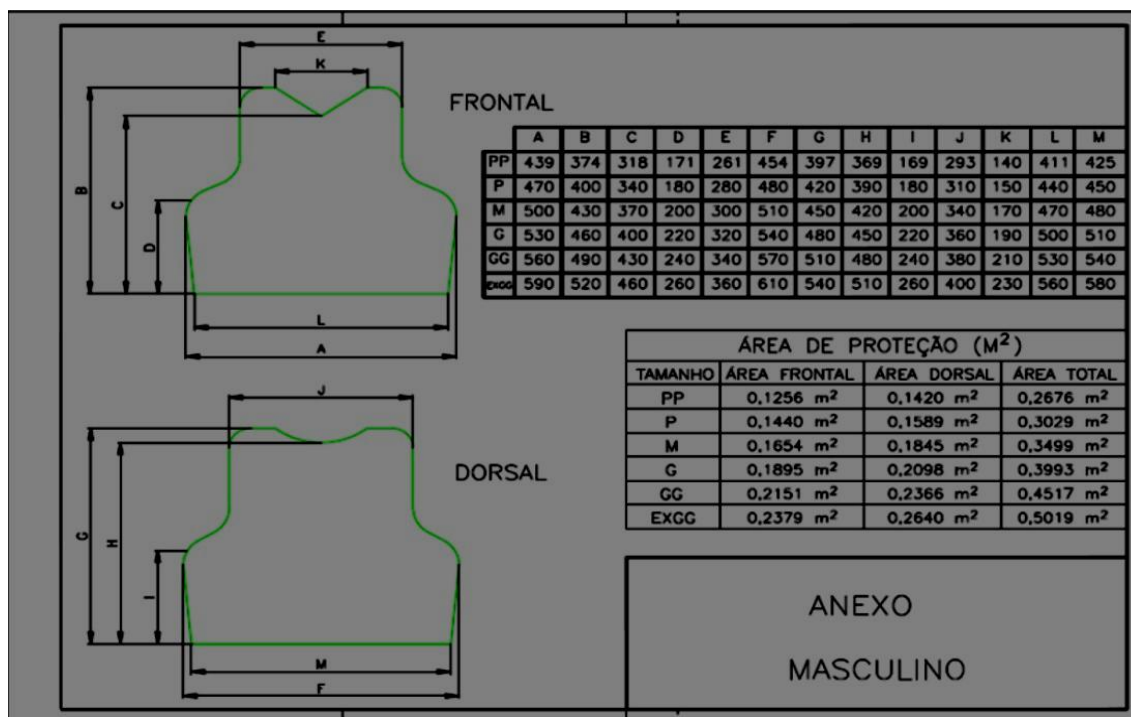 E
K
B
C
D
L
A
FRONTAL
A B C D E F G H I J K L M
PP 439 374 318 171 261 454 397 369 169 293 140 411 425
P 470 400 340 180 280 480 420 390 180 310 150 440 450
M 500 430 370 200 300 510 450 420 200 340 170 470 480
G 530 460 400 220 320 540 480 450 220 360 190 500 510
GG 560 490 430 240 340 570 510 480 240 380 210 530 540
EXGG 590 520 460 260 360 610 540 510 260 400 230 560 580
ÁREA DE PROTEÇÃO (M²)
TAMANHO ÁREA FRONTAL ÁREA DORSAL ÁREA TOTAL
PP 0,1256 m² 0,1420 m² 0,2676 m²
P 0,1440 m² 0,1589 m² 0,3029 m²
M 0,1654 m² 0,1845 m² 0,3499 m²
G 0,1895 m² 0,2098 m² 0,3993 m²
GG 0,2151 m² 0,2366 m² 0,4517 m²
EXGG 0,2379 m² 0,2640 m² 0,5019 m²
J
G
H
I
M
F
DORSAL
ANEXO
MASCULINO